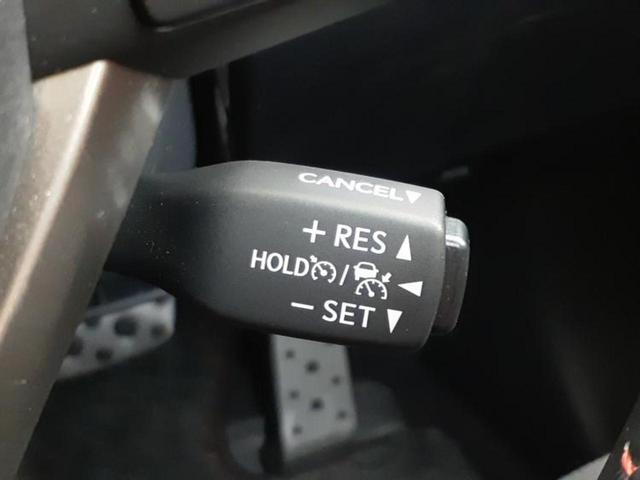 CANCEL▼
+ RES ▲
HOLD / ◀
− SET ▼